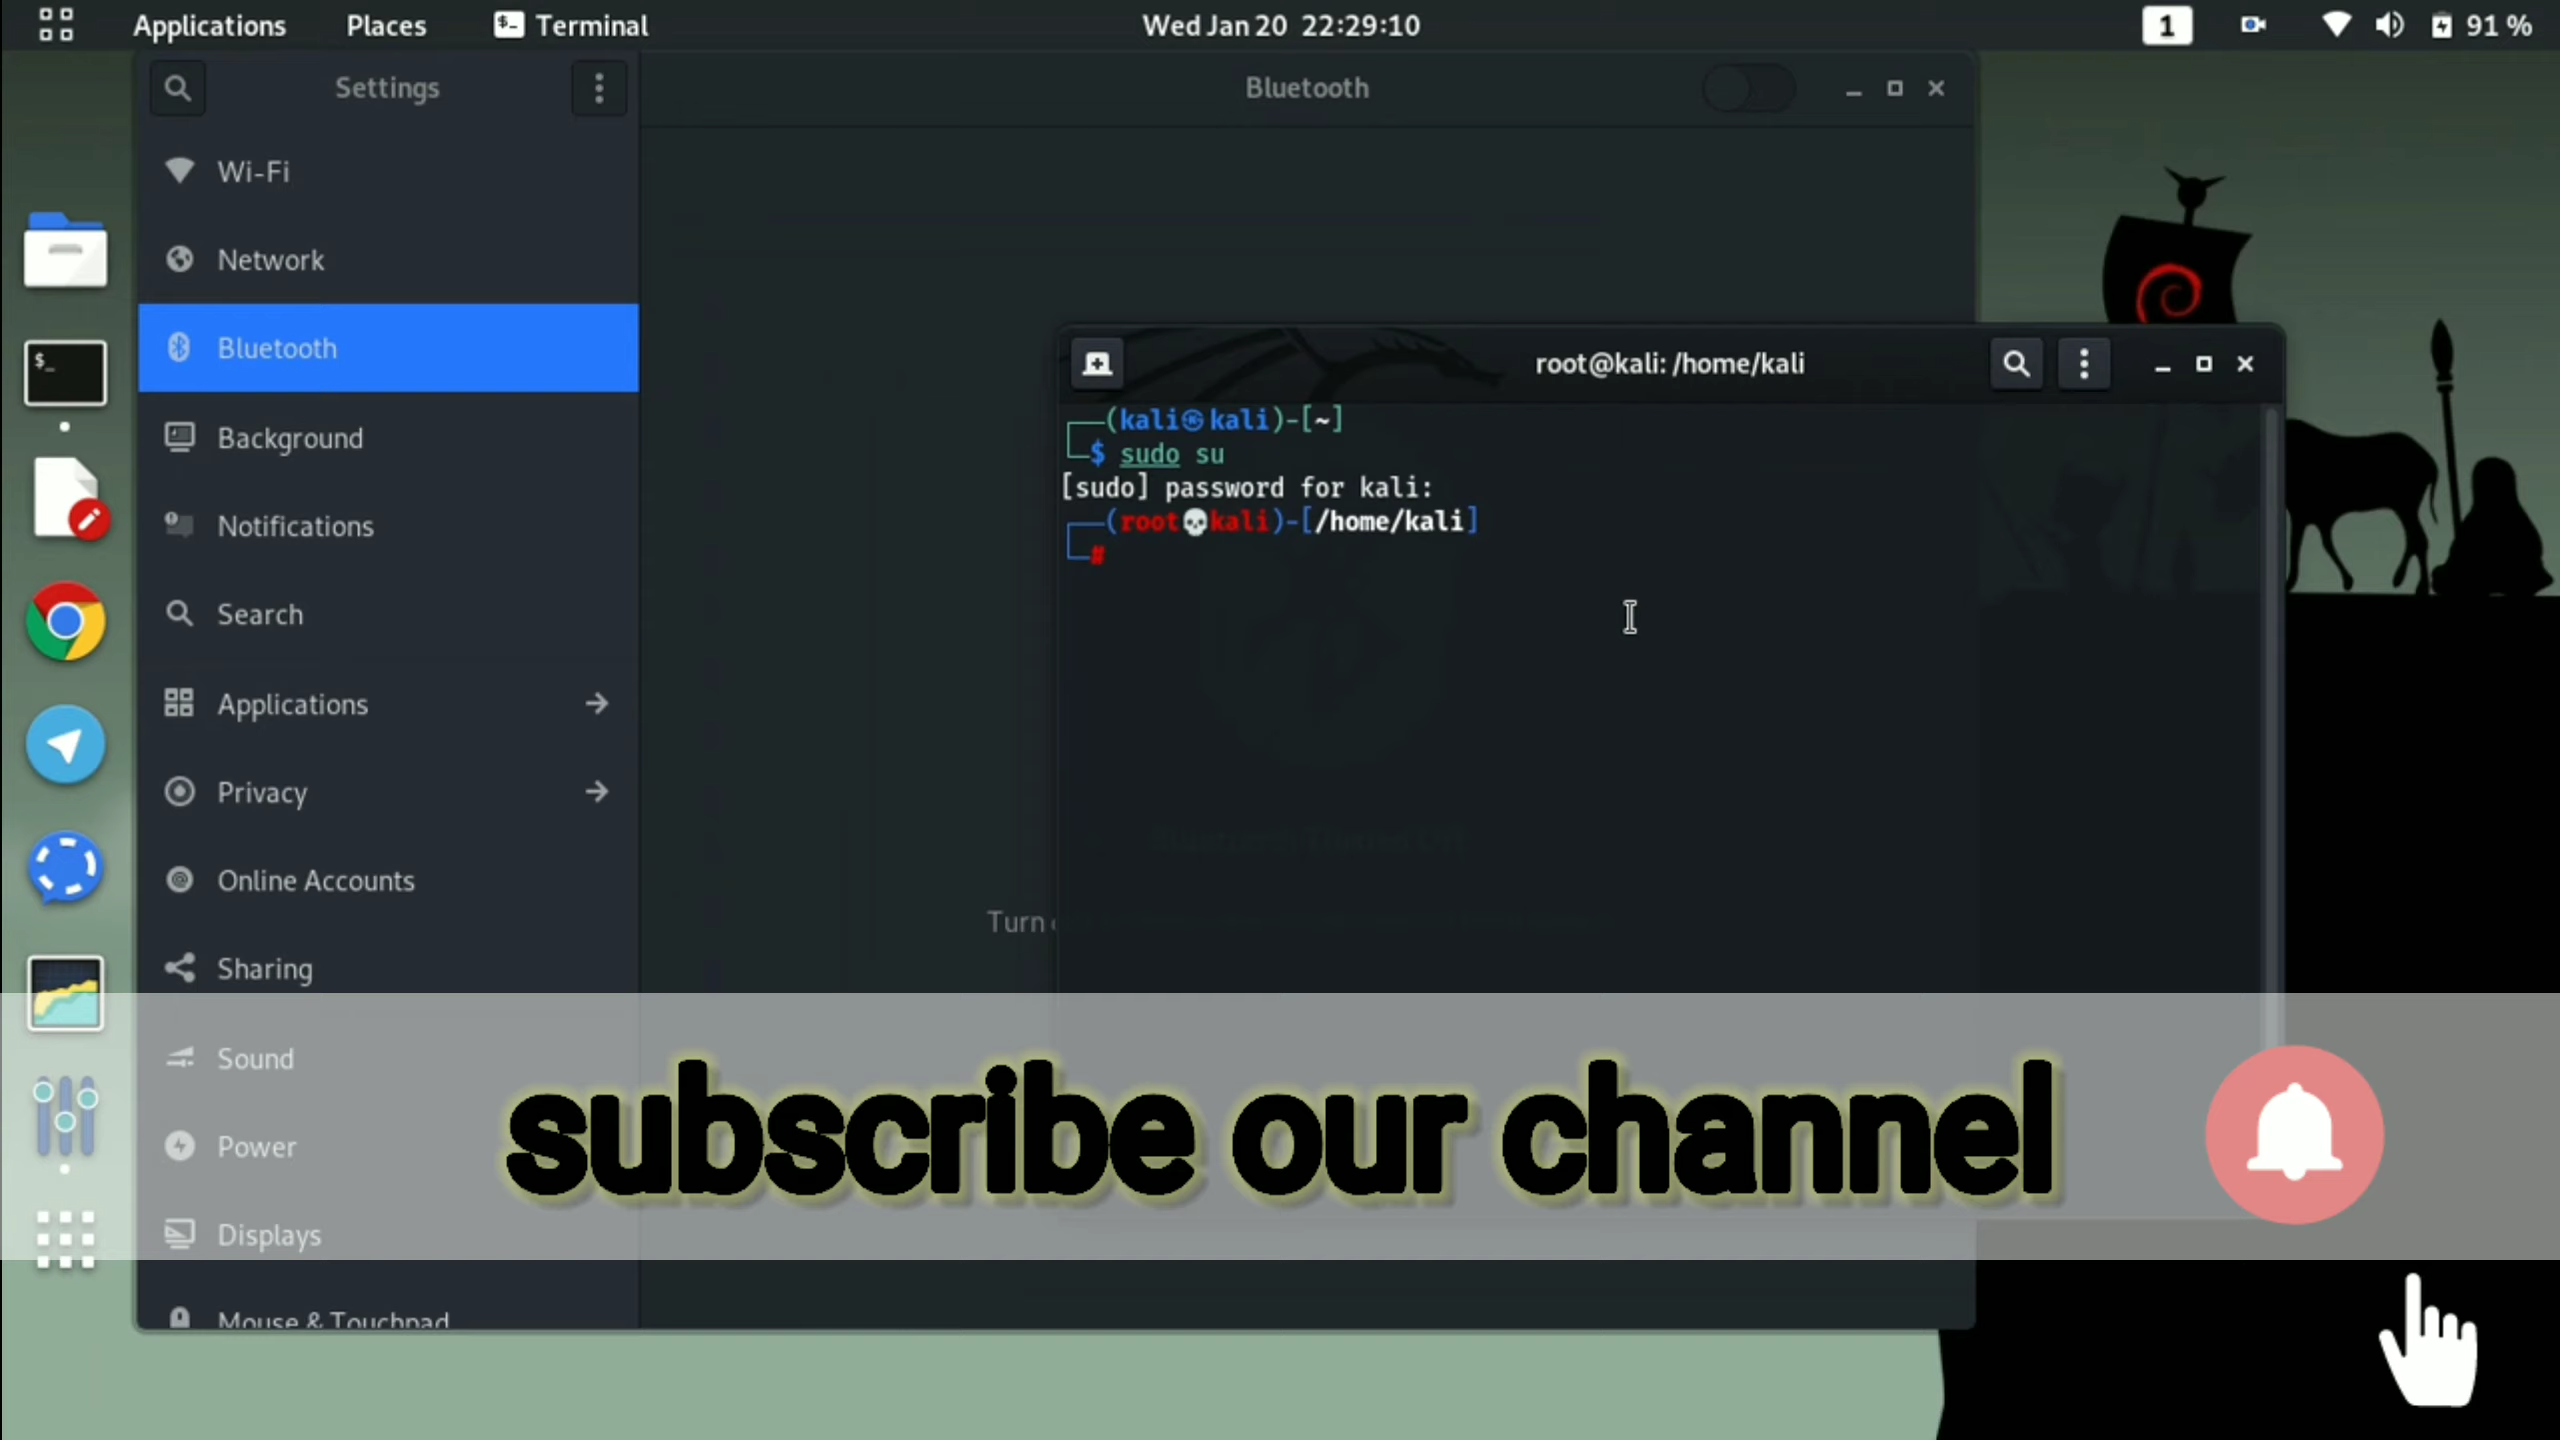 Applications Places Terminal Wed Jan 20 22:29:10 1 91 %
Settings
Bluetooth
Wi-Fi
Network
Bluetooth
Background
Notifications
Search
Applications
Privacy
Online Accounts
Sharing
Sound
Power
Displays
Mouse & Touchpad
Turn
root@kali: /home/kali
(kali㉿kali)-[~]
$ sudo su
[sudo] password for kali:
(root💀kali)-[/home/kali]
#
subscribe our channel